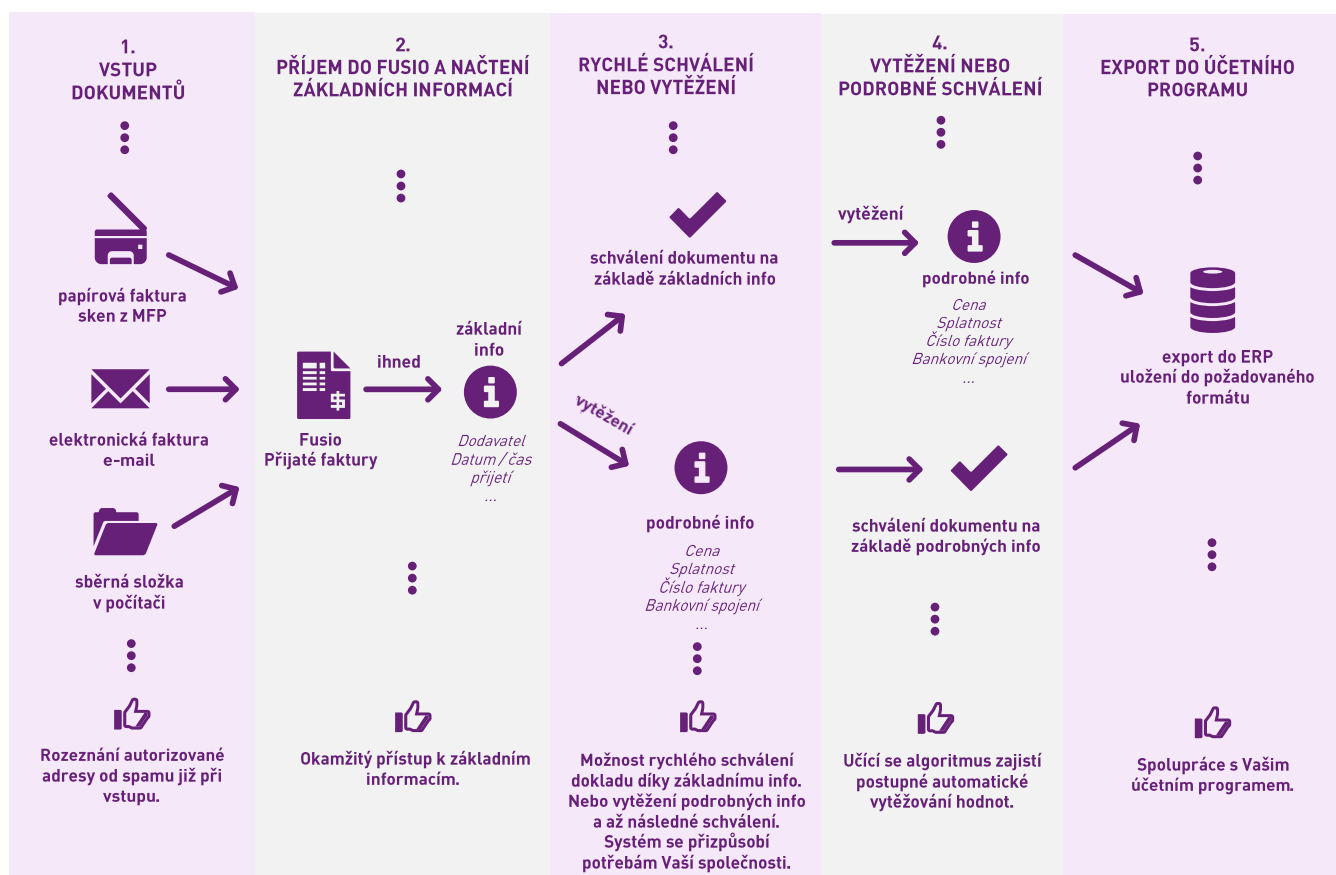 1.
VSTUP
DOKUMENTŮ
papírová faktura
sken z MFP
elektronická faktura
e-mail
sběrná složka
v počítači
Rozeznání autorizované
adresy od spamu již při
vstupu.
2.
PŘÍJEM DO FUSIO A NAČTENÍ
ZÁKLADNÍCH INFORMACÍ
Fusio
Přijaté faktury
ihned
základní
info
Dodavatel
Datum / čas
přijetí
...
Okamžitý přístup k základním
informacím.
3.
RYCHLÉ SCHVÁLENÍ
NEBO VYTĚŽENÍ
schválení dokumentu na
základě základních info
vytěžení
podrobné info
Cena
Splatnost
Číslo faktury
Bankovní spojení
...
Možnost rychlého schválení
dokladu díky základnímu info.
Nebo vytěžení podrobných info
a až následné schválení.
Systém se přizpůsobí
potřebám Vaší společnosti.
4.
VYTĚŽENÍ NEBO
PODROBNÉ SCHVÁLENÍ
vytěžení
podrobné info
Cena
Splatnost
Číslo faktury
Bankovní spojení
...
schválení dokumentu na
základě podrobných info
Učící se algoritmus zajistí
postupné automatické
vytěžování hodnot.
5.
EXPORT DO ÚČETNÍHO
PROGRAMU
export do ERP
uložení do požadovaného
formátu
Spolupráce s Vašim
účetním programem.